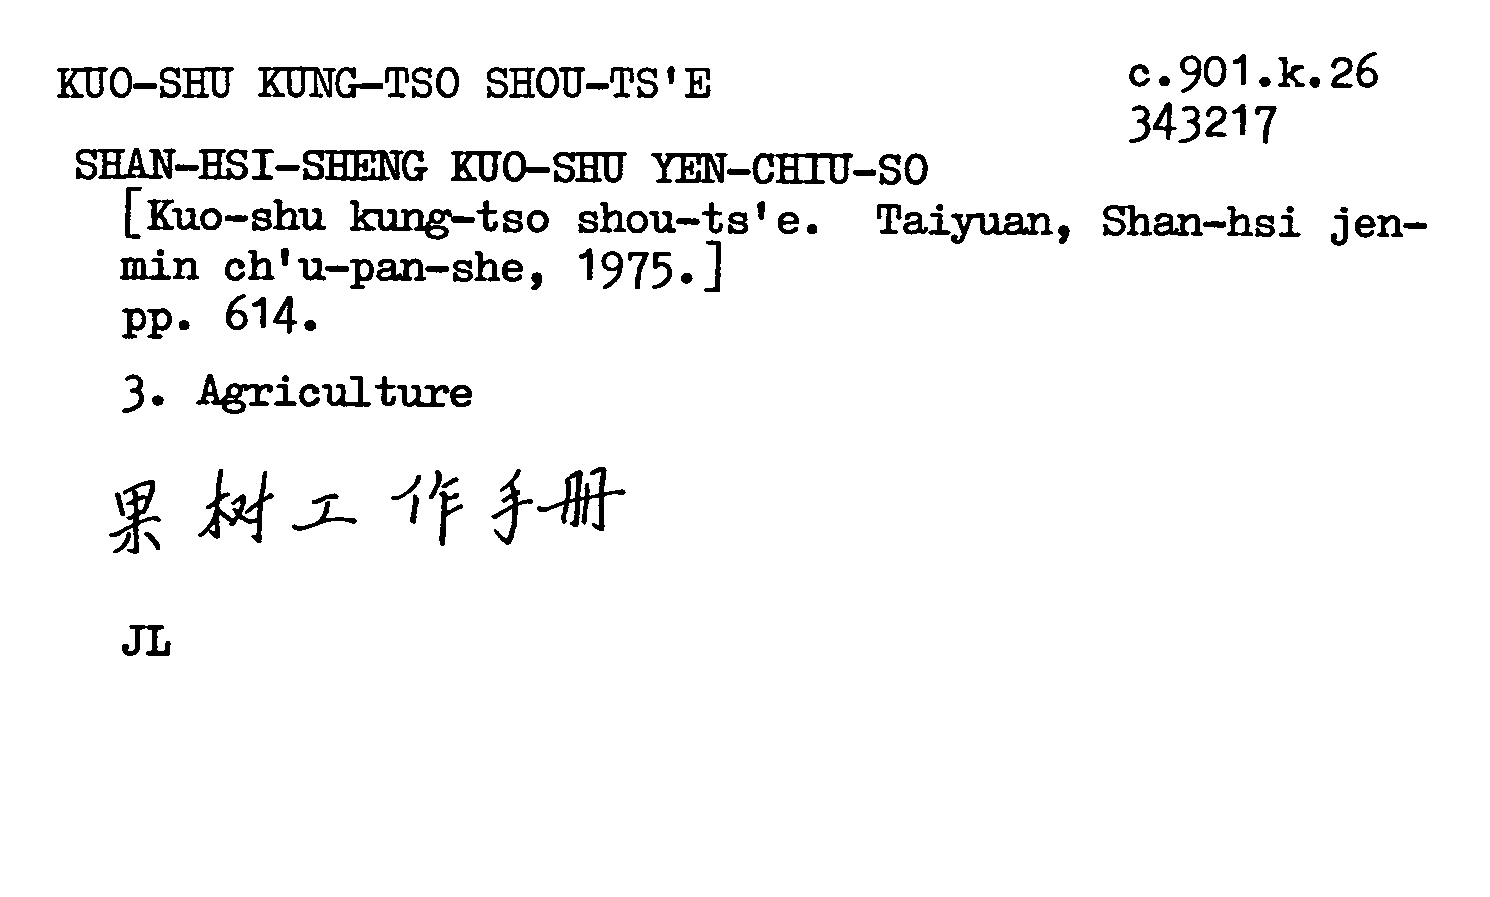 KUO-SHU KUNG-TSO SHOU-TS'E
c.901.k.26
343217
SHAN-HSI-SHENG KUO-SHU YEN-CHIU-SO
[Kuo-shu kung-tso shou-ts'e. Taiyuan, Shan-hsi jen-
min ch'u-pan-she, 1975.]
pp. 614.
3. Agriculture
果树工作手册
JL